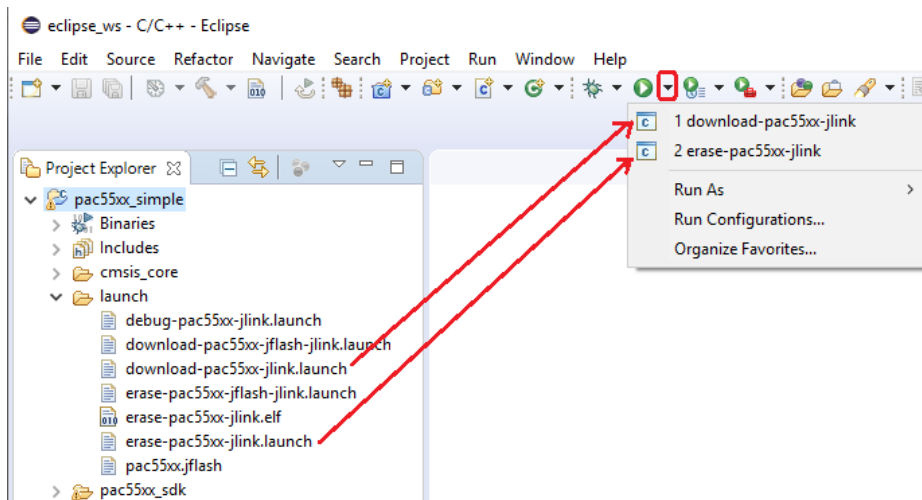 eclipse_ws - C/C++ - Eclipse
File Edit Source Refactor Navigate Search Project Run Window Help
010
1 download-pac55xx-jlink
2 erase-pac55xx-jlink
Run As
Run Configurations...
Organize Favorites...
Project Explorer
pac55xx_simple
Binaries
Includes
cmsis_core
launch
debug-pac55xx-jlink.launch
download-pac55xx-jflash-jlink.launch
download-pac55xx-jlink.launch
erase-pac55xx-jflash-jlink.launch
erase-pac55xx-jlink.elf
erase-pac55xx-jlink.launch
pac55xx.jflash
pac55xx_sdk